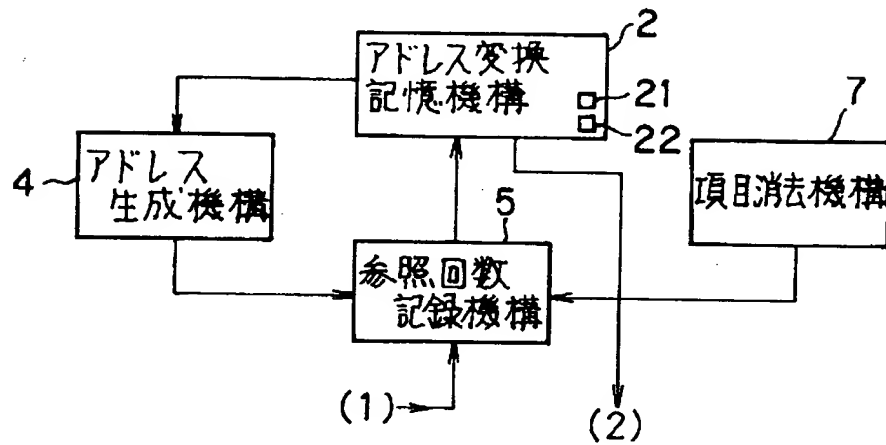 2
アドレス変換
記憶機構
21
22
7
4
アドレス
生成機構
項目消去機構
5
参照回数
記録機構
(1)
(2)